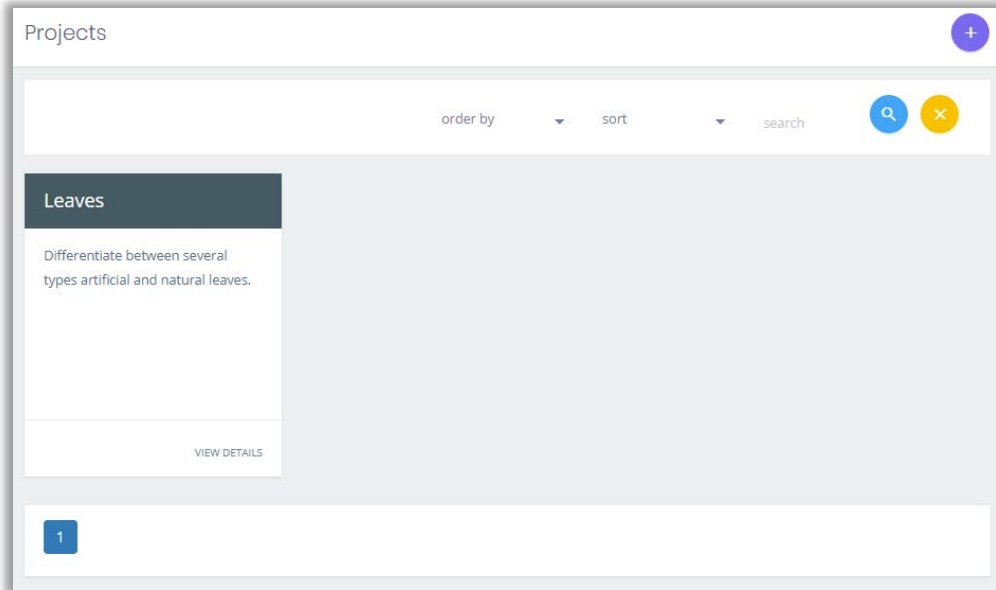 Projects
+
order by
sort
search
Leaves
Differentiate between several
types artificial and natural leaves.
VIEW DETAILS
1